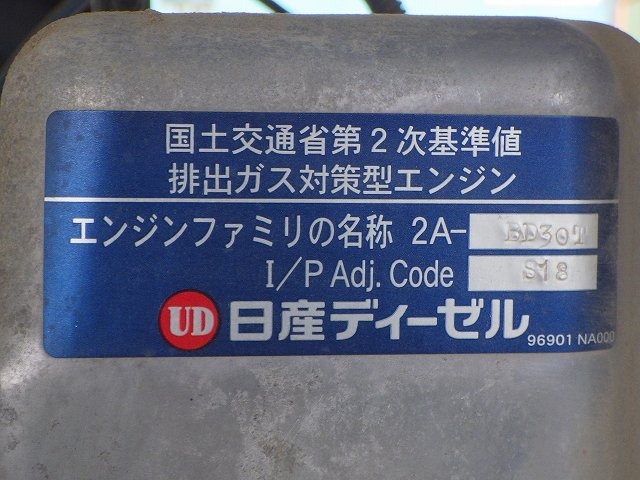 国土交通省第2次基準値
排出ガス対策型エンジン
エンジンファミリの名称 2A- BD30T
I/P Adj. Code S18
UD 日産ディーゼル
96901 NA000